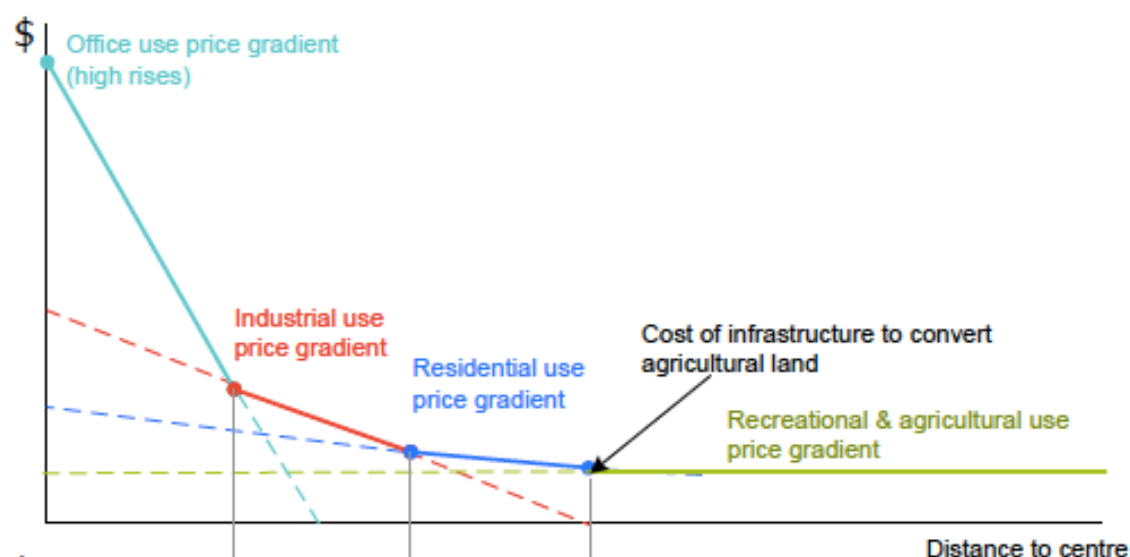 $
Office use price gradient
(high rises)
Industrial use
price gradient
Residential use
price gradient
Cost of infrastructure to convert
agricultural land
Recreational & agricultural use
price gradient
Distance to centre